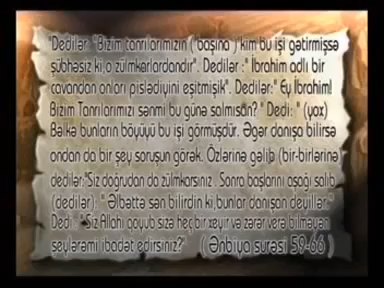 "Dedilər: "Bizim tanrılarımızın ( başına ) kim bu işi gətirmişsə
şübhəsiz ki, o, zülmkarlardandır". Dedilər :" İbrahim adlı bir
cavandan onları pislədiyini eşitmişik". Dedilər:" Ey İbrahim!
Bizim Tanrılarımızı sənmi bu günə salmısan? " Dedi: " (yox)
Bəlkə bunların böyüyü bu işi görmüşdür. Əgər danışa bilirsə
ondan da bir şey soruşun görək. Özlərinə gəlib (bir-birlərinə)
dedilər:"Siz doğrudan da zülmkarsınız . Sonra başlarını aşağı salıb
(dedilər): " Əlbəttə sən bilirdin ki,bunlar danışan deyillər."
Dedi: " Siz Allahı qoyub sizə heç bir xeyir və zərər verə bilməyən
şeylərəmi ibadət edirsiniz?" ( Ənbiya surəsi 59-66 )